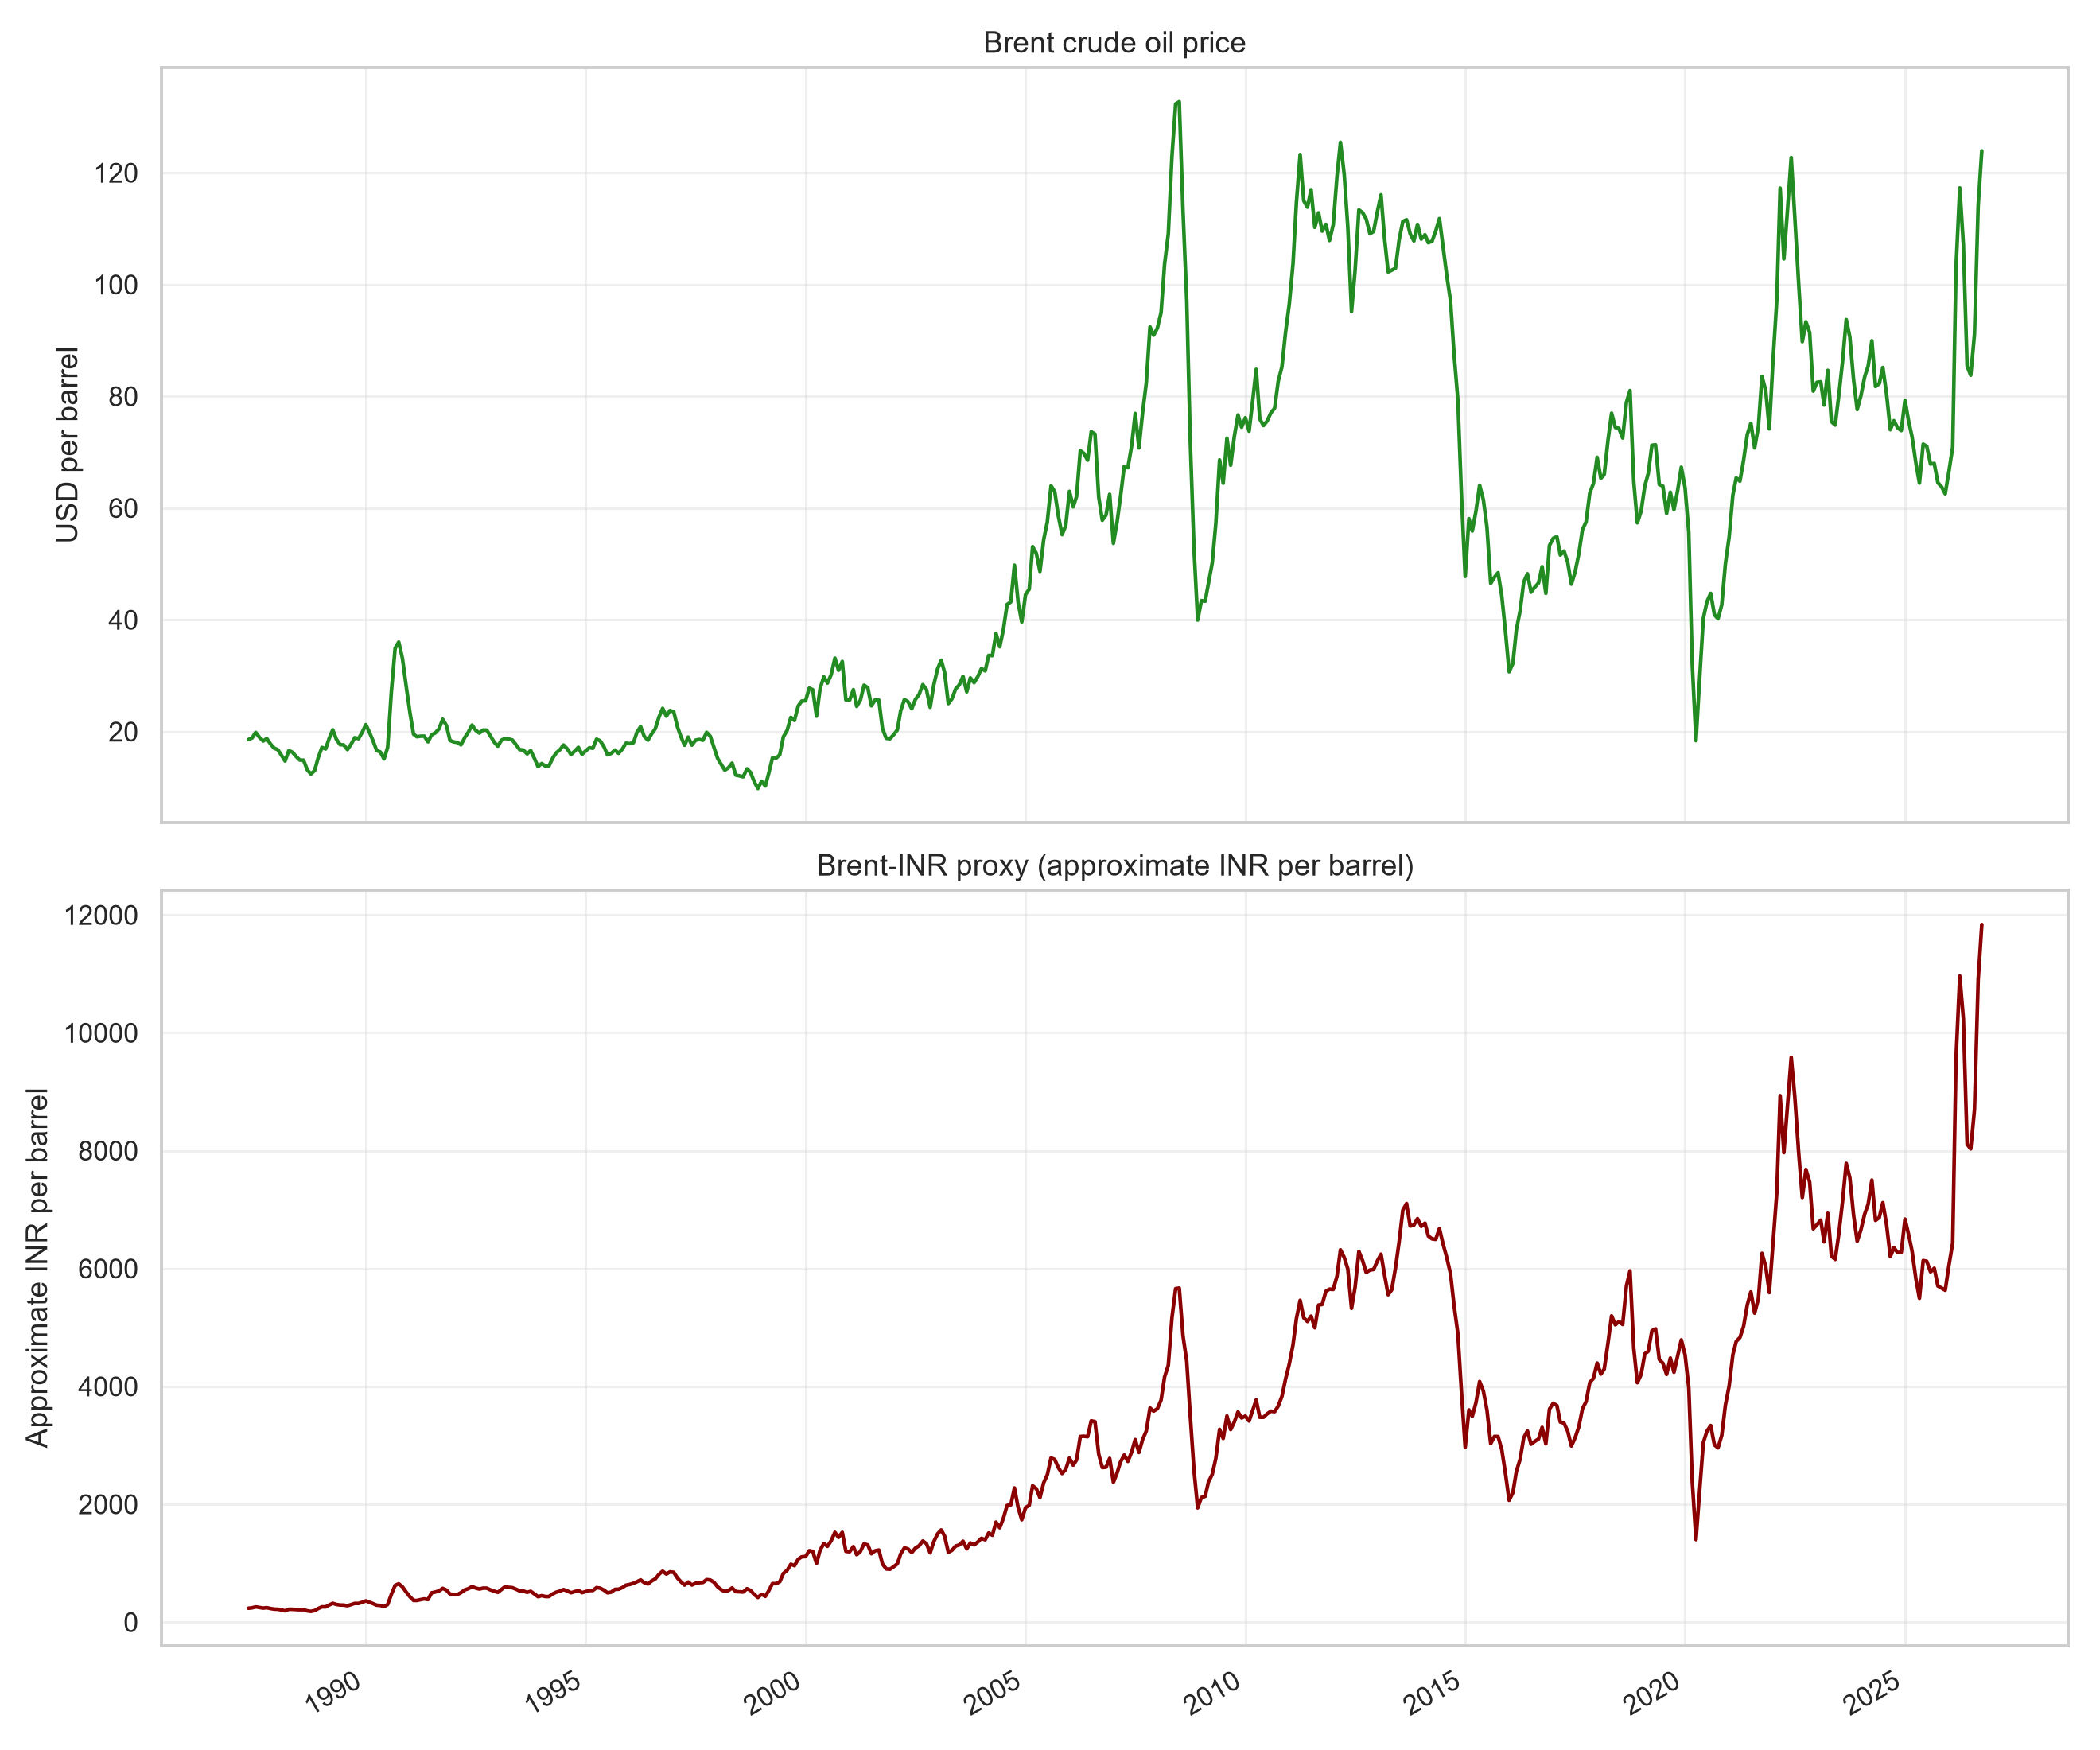 Brent crude oil price
USD per barrel
120
100
80
60
40
20
Brent-INR proxy (approximate INR per barrel)
Approximate INR per barrel
12000
10000
8000
6000
4000
2000
0
1990 1995 2000 2005 2010 2015 2020 2025